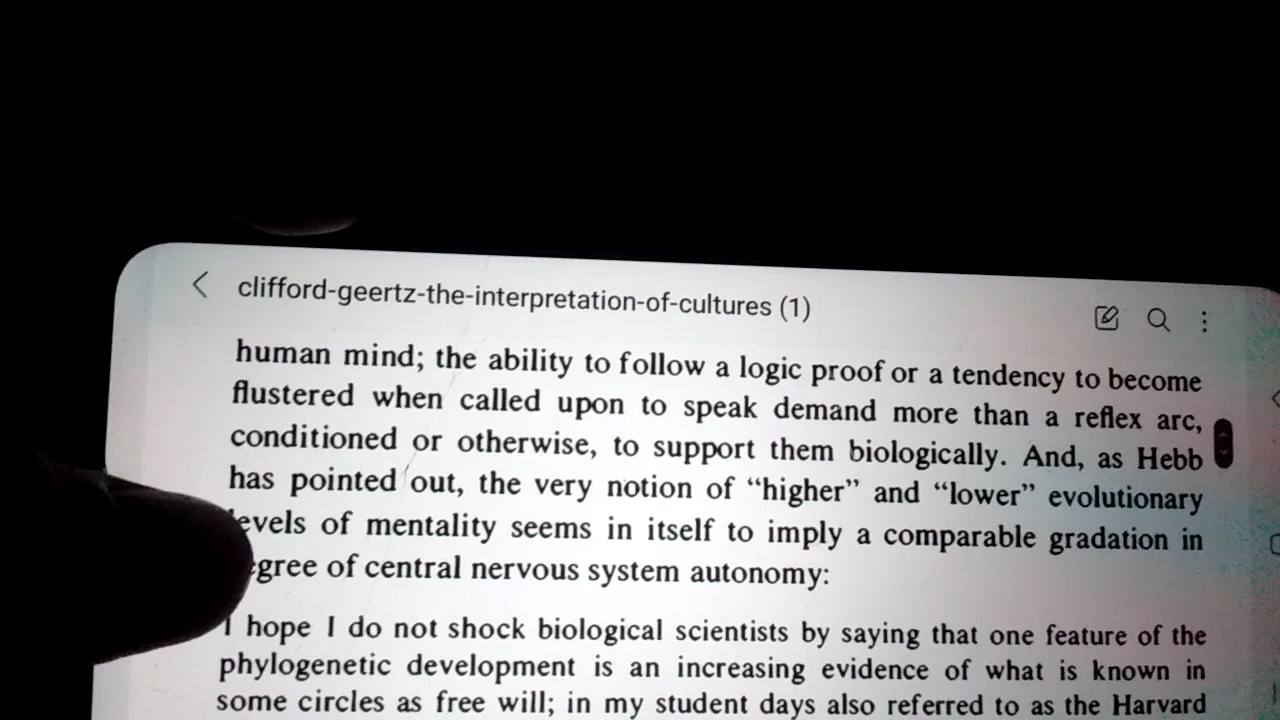 clifford-geertz-the-interpretation-of-cultures (1)
human mind; the ability to follow a logic proof or a tendency to become
flustered when called upon to speak demand more than a reflex arc,
conditioned or otherwise, to support them biologically. And, as Hebb
has pointed out, the very notion of “higher” and “lower” evolutionary
evels of mentality seems in itself to imply a comparable gradation in
egree of central nervous system autonomy:
I hope I do not shock biological scientists by saying that one feature of the
phylogenetic development is an increasing evidence of what is known in
some circles as free will; in my student days also referred to as the Harvard